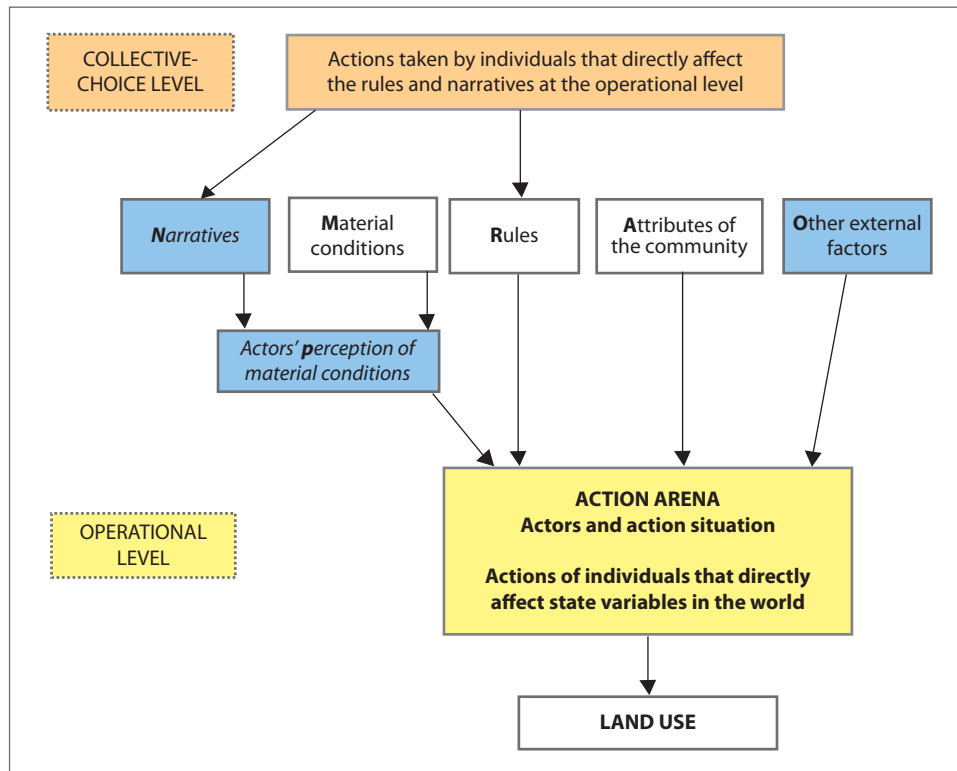 COLLECTIVE-
CHOICE LEVEL
Actions taken by individuals that directly affect
the rules and narratives at the operational level
Narratives
Material
conditions
Rules
Attributes of
the community
Other external
factors
Actors’ perception of
material conditions
OPERATIONAL
LEVEL
ACTION ARENA
Actors and action situation
Actions of individuals that directly
affect state variables in the world
LAND USE